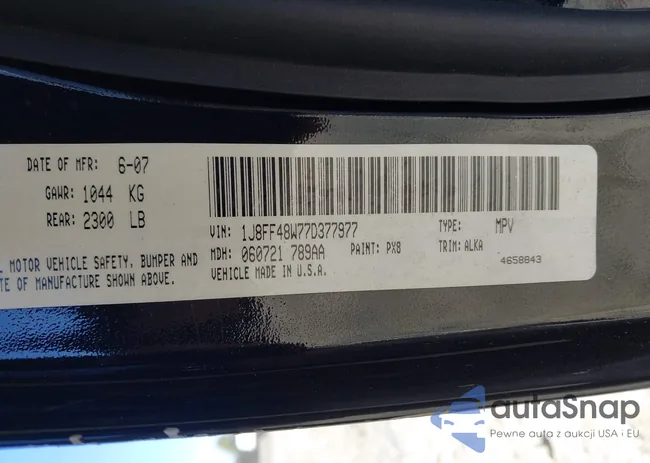 DATE OF MFR: 6-07
GAWR: 1044 KG
REAR: 2300 LB
MOTOR VEHICLE SAFETY, BUMPER AND
OF MANUFACTURE SHOWN ABOVE.
VIN: 1J8FF48W77D377977
TYPE: MPV
MDH: 060721 789AA
PAINT: PX8
TRIM: ALKA
VEHICLE MADE IN U.S.A.
4658843
autaSnap
Pewne auta z aukcji USA i EU